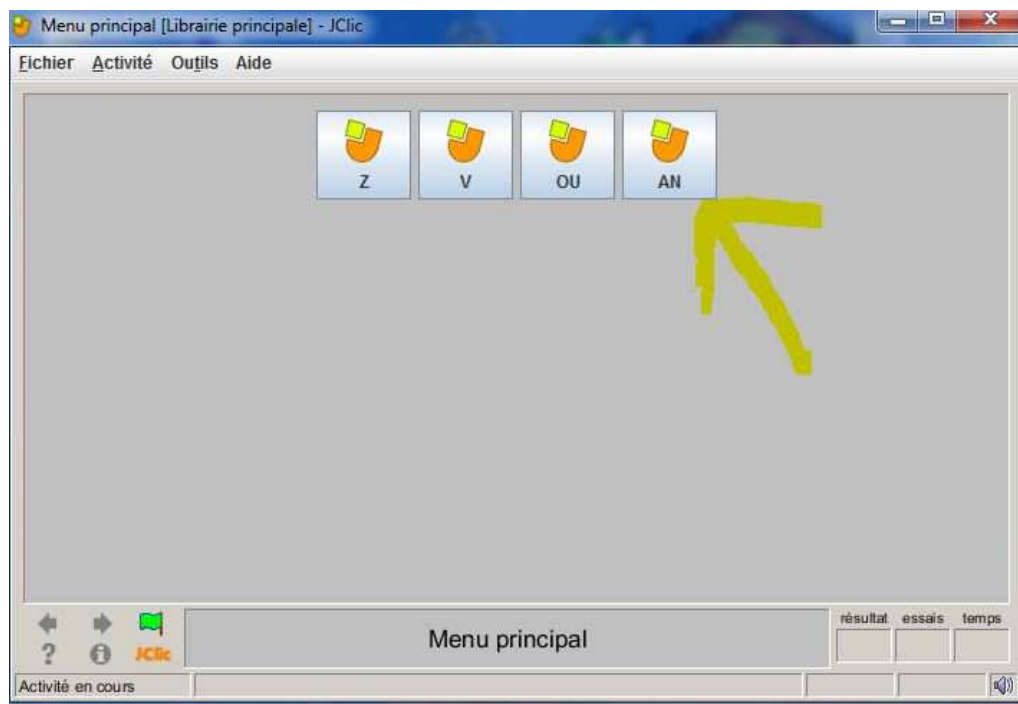 Menu principal [Librairie principale] - JClic
Fichier Activité Outils Aide
Z V OU AN
résultat essais temps
Menu principal
? JClic
Activité en cours